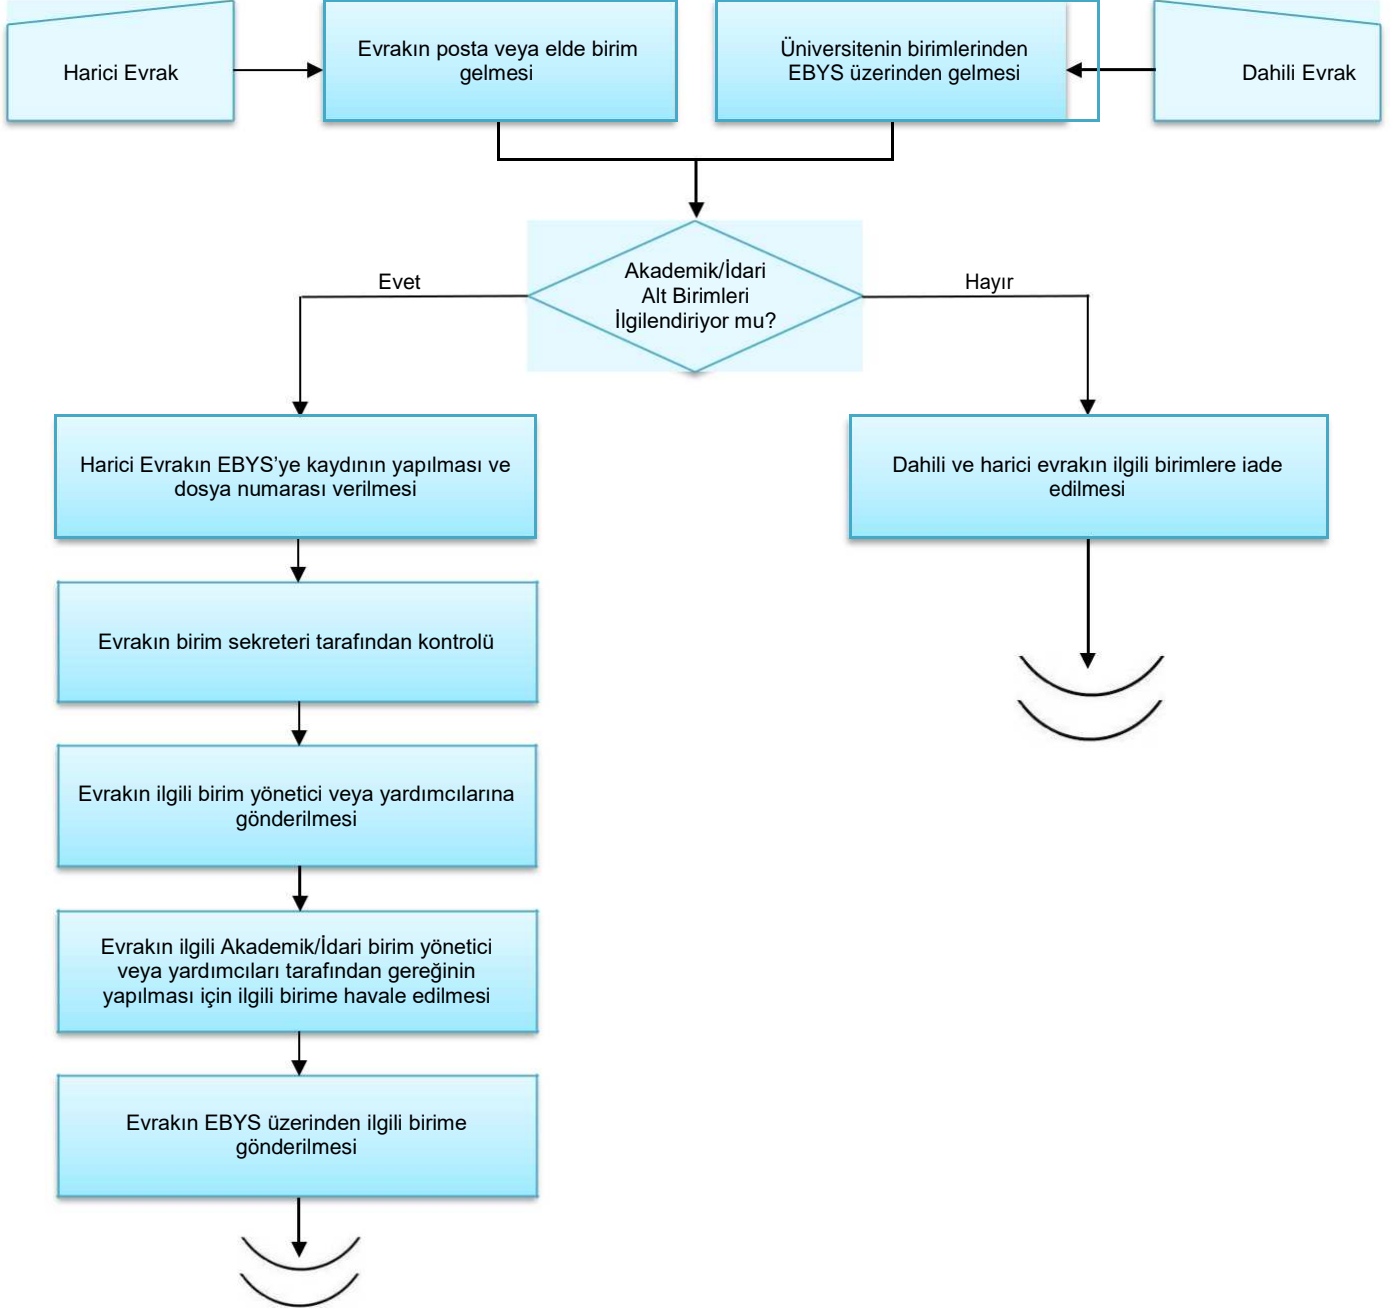 Harici Evrak
Evrakın posta veya elde birim
gelmesi
Üniversitenin birimlerinden
EBYS üzerinden gelmesi
Dahili Evrak
Akademik/İdari
Alt Birimleri
İlgilendiriyor mu?
Evet
Hayır
Harici Evrakın EBYS’ye kaydının yapılması ve
dosya numarası verilmesi
Dahili ve harici evrakın ilgili birimlere iade
edilmesi
Evrakın birim sekreteri tarafından kontrolü
Evrakın ilgili birim yönetici veya yardımcılarına
gönderilmesi
Evrakın ilgili Akademik/İdari birim yönetici
veya yardımcıları tarafından gereğinin
yapılması için ilgili birime havale edilmesi
Evrakın EBYS üzerinden ilgili birime
gönderilmesi